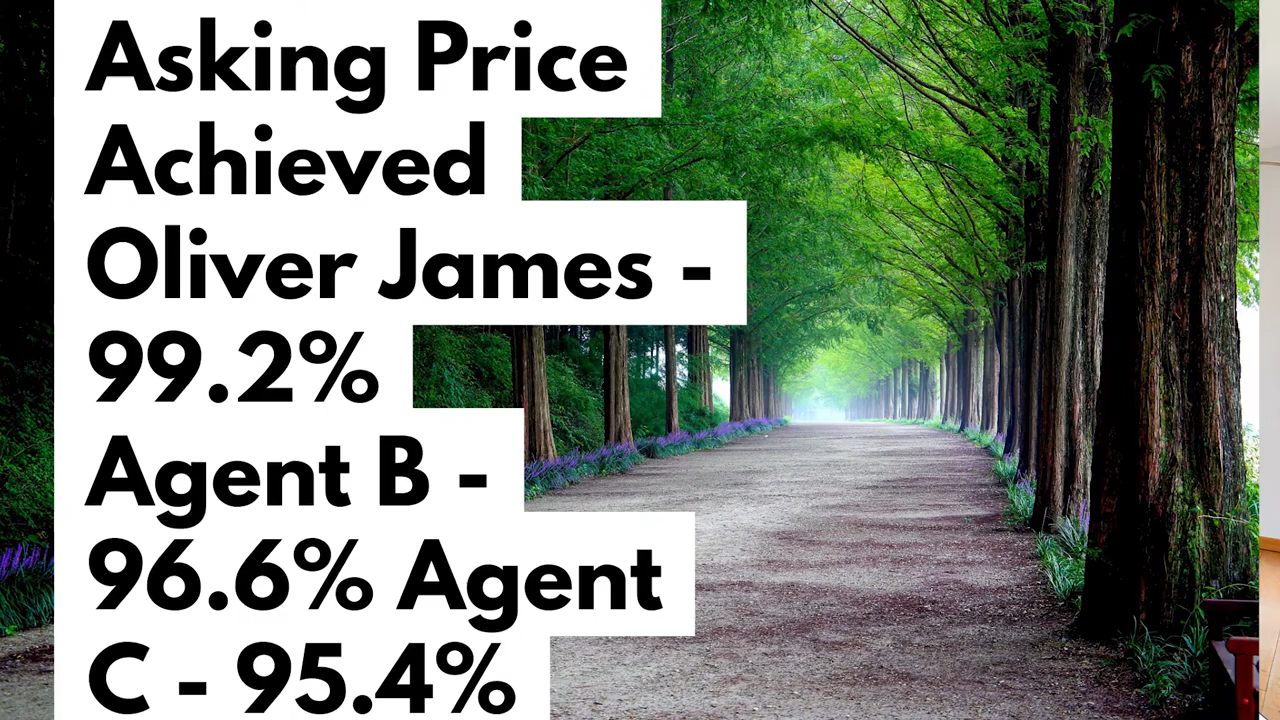 Asking Price
Achieved
Oliver James -
99.2%
Agent B -
96.6% Agent
C - 95.4%